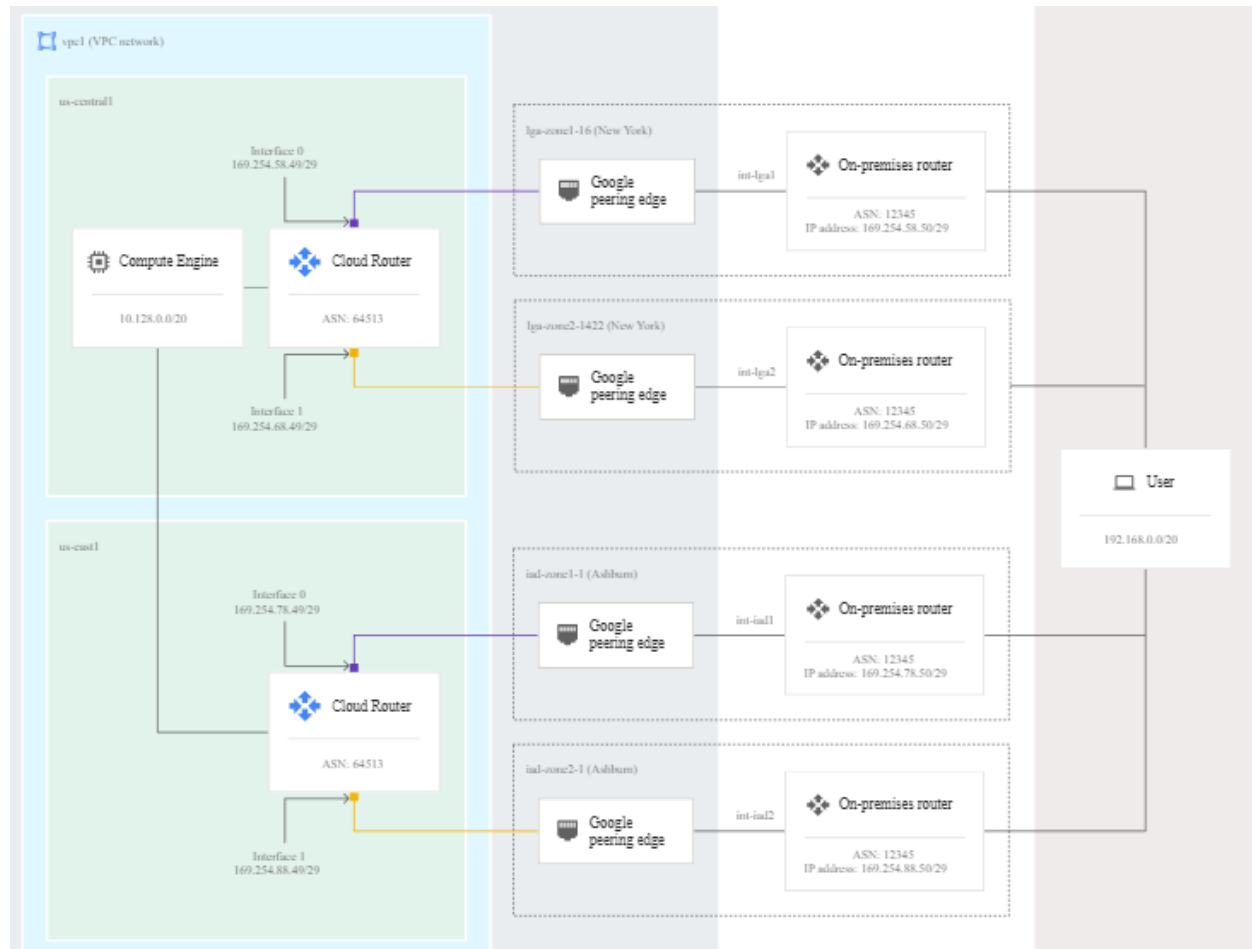 vpc1 (VPC network)
us-central1
Interface 0
169.254.58.49/29
Compute Engine
10.128.0.0/20
Cloud Router
ASN: 64513
Interface 1
169.254.68.49/29
lga-zone1-16 (New York)
Google
peering edge
int-lga1
On-premises router
ASN: 12345
IP address: 169.254.58.50/29
lga-zone2-1422 (New York)
Google
peering edge
int-lga2
On-premises router
ASN: 12345
IP address: 169.254.68.50/29
User
192.168.0.0/20
us-east1
Interface 0
169.254.78.49/29
Cloud Router
ASN: 64513
Interface 1
169.254.88.49/29
iad-zone1-1 (Ashburn)
Google
peering edge
int-iad1
On-premises router
ASN: 12345
IP address: 169.254.78.50/29
iad-zone2-1 (Ashburn)
Google
peering edge
int-iad2
On-premises router
ASN: 12345
IP address: 169.254.88.50/29